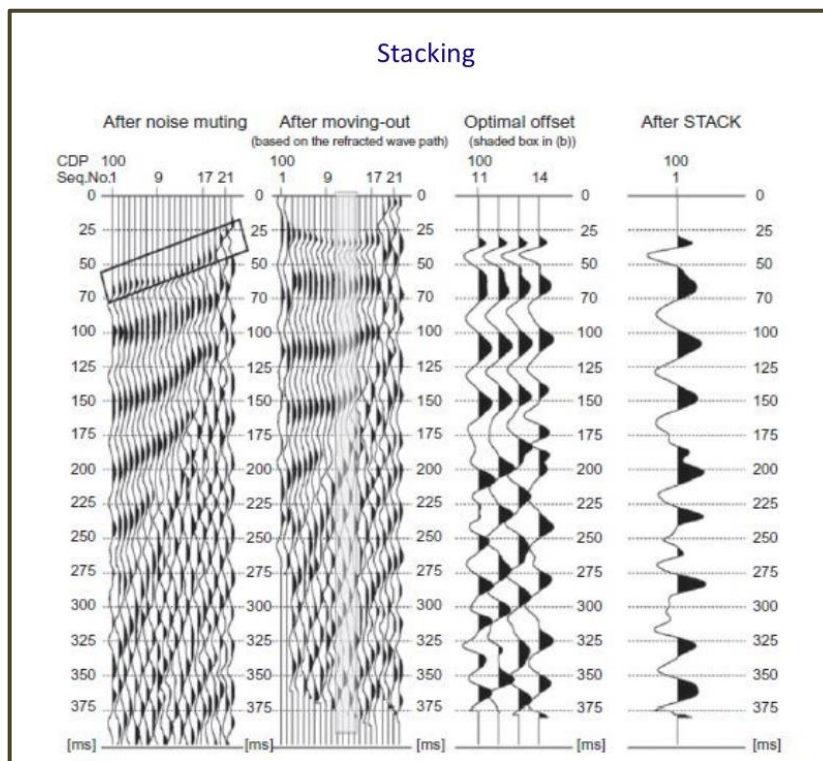 Stacking
After noise muting
After moving-out
(based on the refracted wave path)
Optimal offset
(shaded box in (b))
After STACK
CDP 100
Seq.No. 1 9 17 21
100
1 9 17 21
100
11 14
100
1
0 0 0 0
25 25 25 25
50 50 50 50
70 70 70 70
100 100 100 100
125 125 125 125
150 150 150 150
175 175 175 175
200 200 200 200
225 225 225 225
250 250 250 250
275 275 275 275
300 300 300 300
325 325 325 325
350 350 350 350
375 375 375 375
[ms] [ms] [ms] [ms]